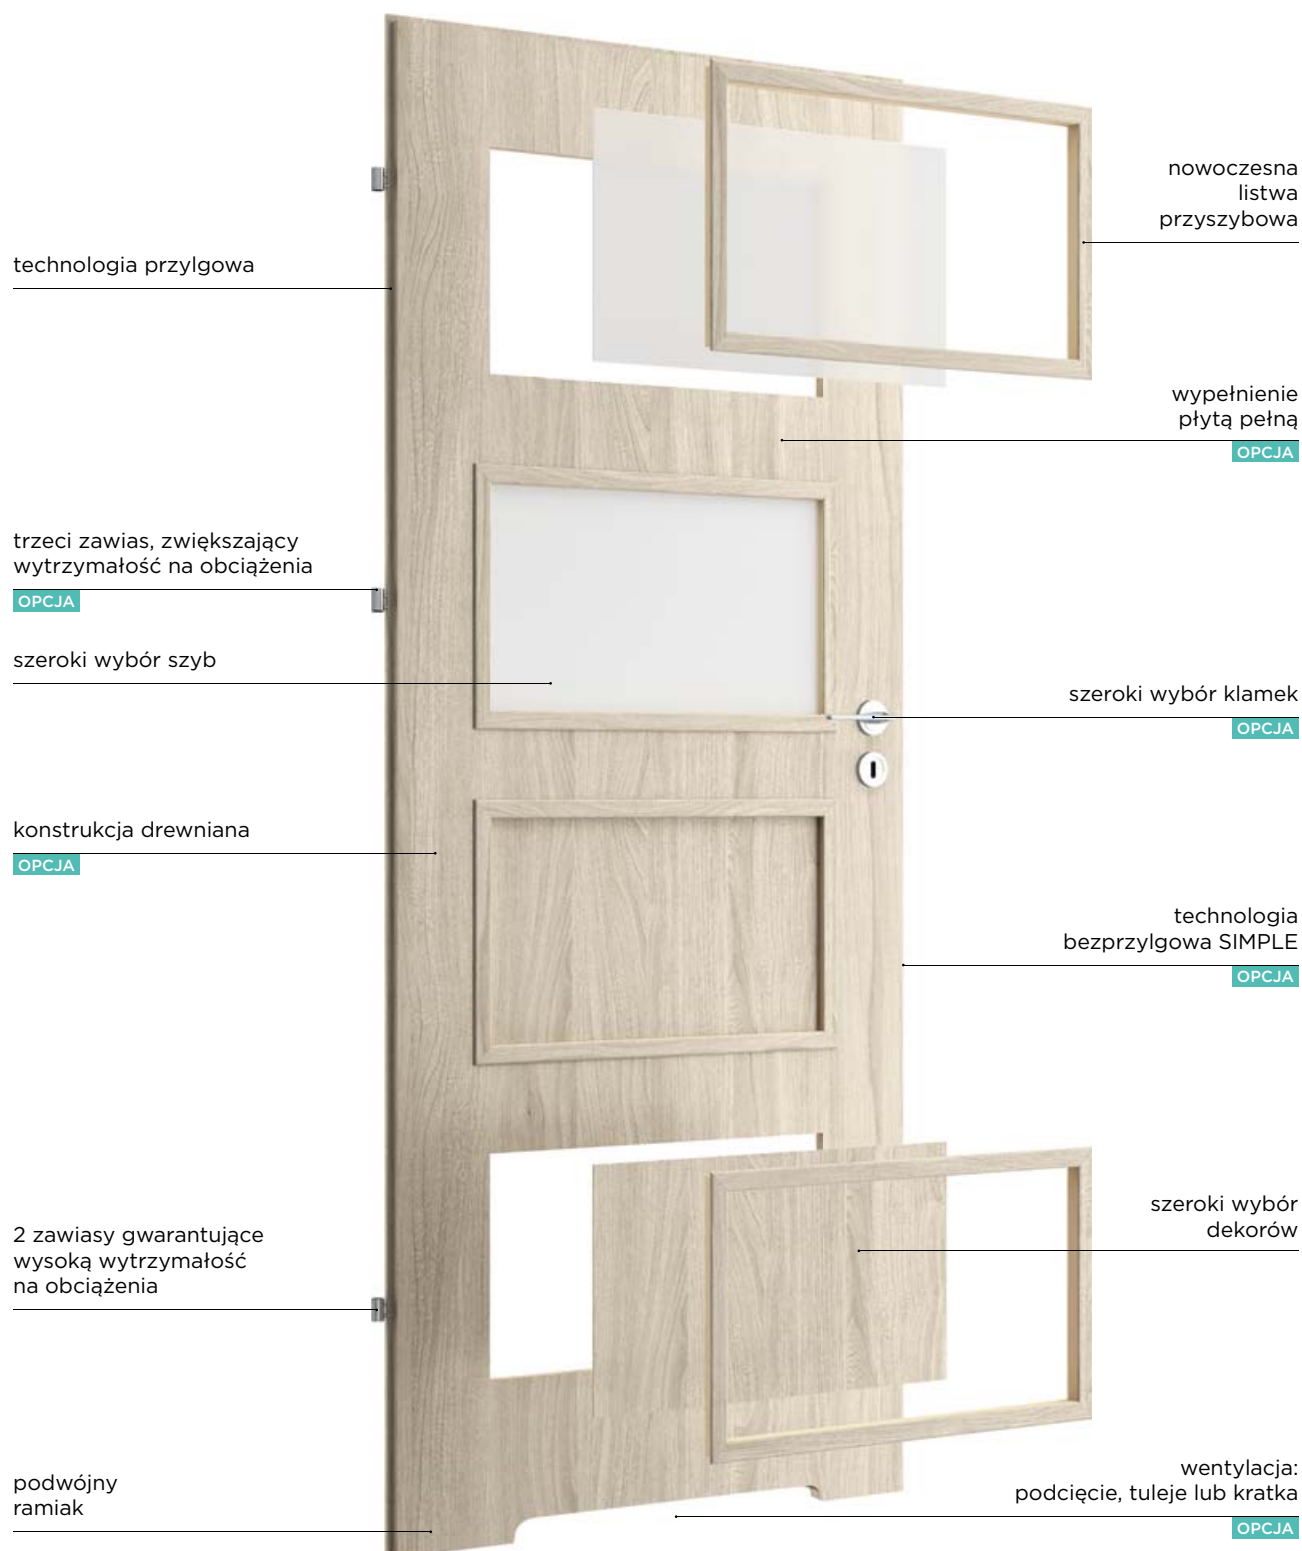 technologia przylgowa
trzeci zawias, zwiększający
wytrzymałość na obciążenia
OPCJA
szeroki wybór szyb
konstrukcja drewniana
OPCJA
2 zawiasy gwarantujące
wysoką wytrzymałość
na obciążenia
podwójny
ramiak
nowoczesna
listwa
przyszybowa
wypełnienie
płytą pełną
OPCJA
szeroki wybór klamek
OPCJA
technologia
bezprzylgowa SIMPLE
OPCJA
szeroki wybór
dekorów
wentylacja:
podcięcie, tuleje lub kratka
OPCJA